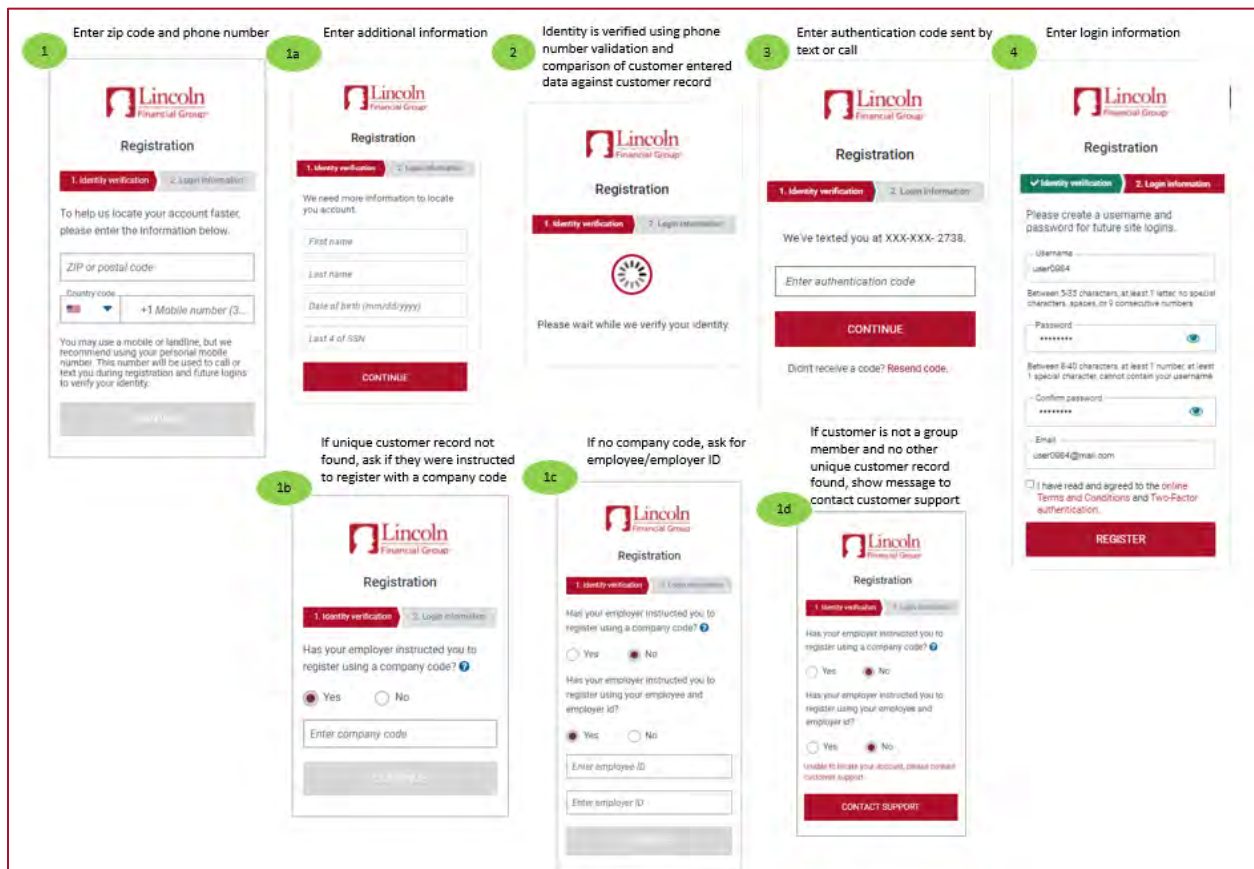 1
Enter zip code and phone number
Lincoln
Financial Group®
Registration
1. Identity verification
2. Login information
To help us locate your account faster,
please enter the information below.
ZIP or postal code
Country code
+1 Mobile number (3...
You may use a mobile or landline, but we
recommend using your personal mobile
number. This number will be used to call or
text you during registration and future logins
to verify your identity.
1a
Enter additional information
Lincoln
Financial Group®
Registration
1. Identity verification
2. Login information
We need more information to locate
you account.
First name
Last name
Date of birth (mm/dd/yyyy)
Last 4 of SSN
CONTINUE
2
Identity is verified using phone
number validation and
comparison of customer entered
data against customer record
Lincoln
Financial Group®
Registration
1. Identity verification
2. Login information
Please wait while we verify your identity.
3
Enter authentication code sent by
text or call
Lincoln
Financial Group®
Registration
1. Identity verification
2. Login information
We've texted you at XXX-XXX- 2738.
Enter authentication code
CONTINUE
Didn't receive a code? Resend code.
4
Enter login information
Lincoln
Financial Group®
Registration
Identity verification
2. Login information
Please create a username and
password for future site logins.
Username
user0984
Between 5-35 characters, at least 1 letter, no special
characters, spaces, or 9 consecutive numbers
Password
Between 8-40 characters, at least 1 number, at least
1 special character, cannot contain your username
Confirm password
Email
user0984@mail.com
I have read and agreed to the online
Terms and Conditions and Two-Factor
authentication.
REGISTER
1b
If unique customer record not
found, ask if they were instructed
to register with a company code
Lincoln
Financial Group®
Registration
1. Identity verification
2. Login information
Has your employer instructed you to
register using a company code? ?
Yes
No
Enter company code
CONTINUE
1c
If no company code, ask for
employee/employer ID
Lincoln
Financial Group®
Registration
1. Identity verification
2. Login information
Has your employer instructed you to
register using a company code? ?
Yes
No
Has your employer instructed you to
register using your employee and
employer id?
Yes
No
Enter employee ID
Enter employer ID
1d
If customer is not a group
member and no other
unique customer record
found, show message to
contact customer support
Lincoln
Financial Group®
Registration
1. Identity verification
2. Login information
Has your employer instructed you to
register using a company code? ?
Yes
No
Has your employer instructed you to
register using your employee and
employer id?
Yes
No
Unable to locate your account, please contact
customer support
CONTACT SUPPORT